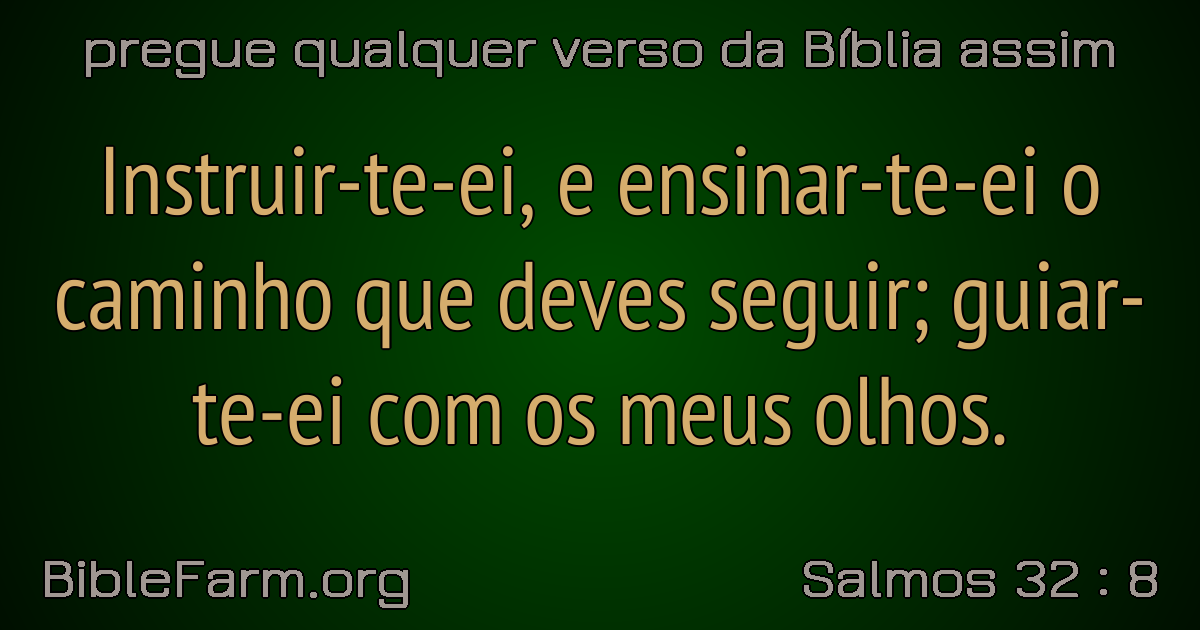 pregue qualquer verso da Bíblia assim
Instruir-te-ei, e ensinar-te-ei o
caminho que deves seguir; guiar-
te-ei com os meus olhos.
BibleFarm.org
Salmos 32 : 8